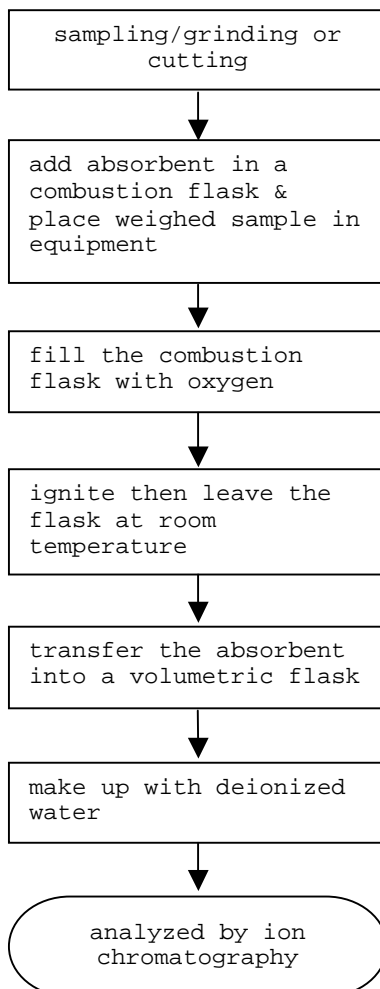 sampling/grinding or
cutting
add absorbent in a
combustion flask &
place weighed sample in
equipment
fill the combustion
flask with oxygen
ignite then leave the
flask at room
temperature
transfer the absorbent
into a volumetric flask
make up with deionized
water
analyzed by ion
chromatography